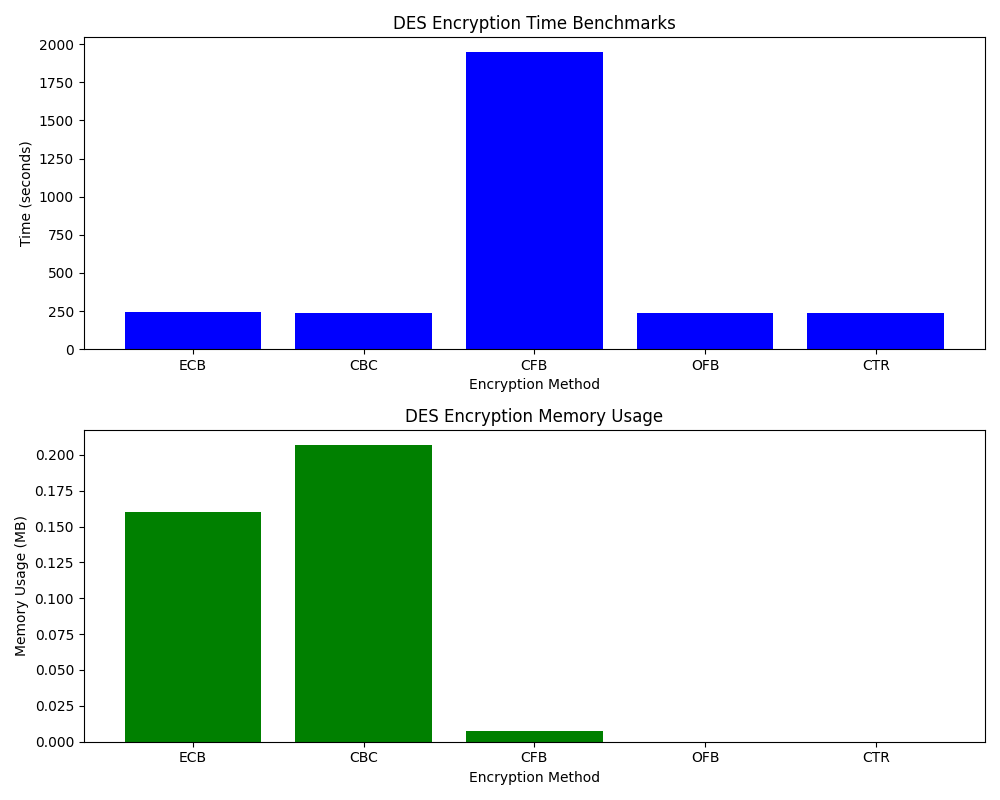 DES Encryption Time Benchmarks
Time (seconds)
2000
1750
1500
1250
1000
750
500
250
0
ECB CBC CFB OFB CTR
Encryption Method
DES Encryption Memory Usage
Memory Usage (MB)
0.200
0.175
0.150
0.125
0.100
0.075
0.050
0.025
0.000
ECB CBC CFB OFB CTR
Encryption Method